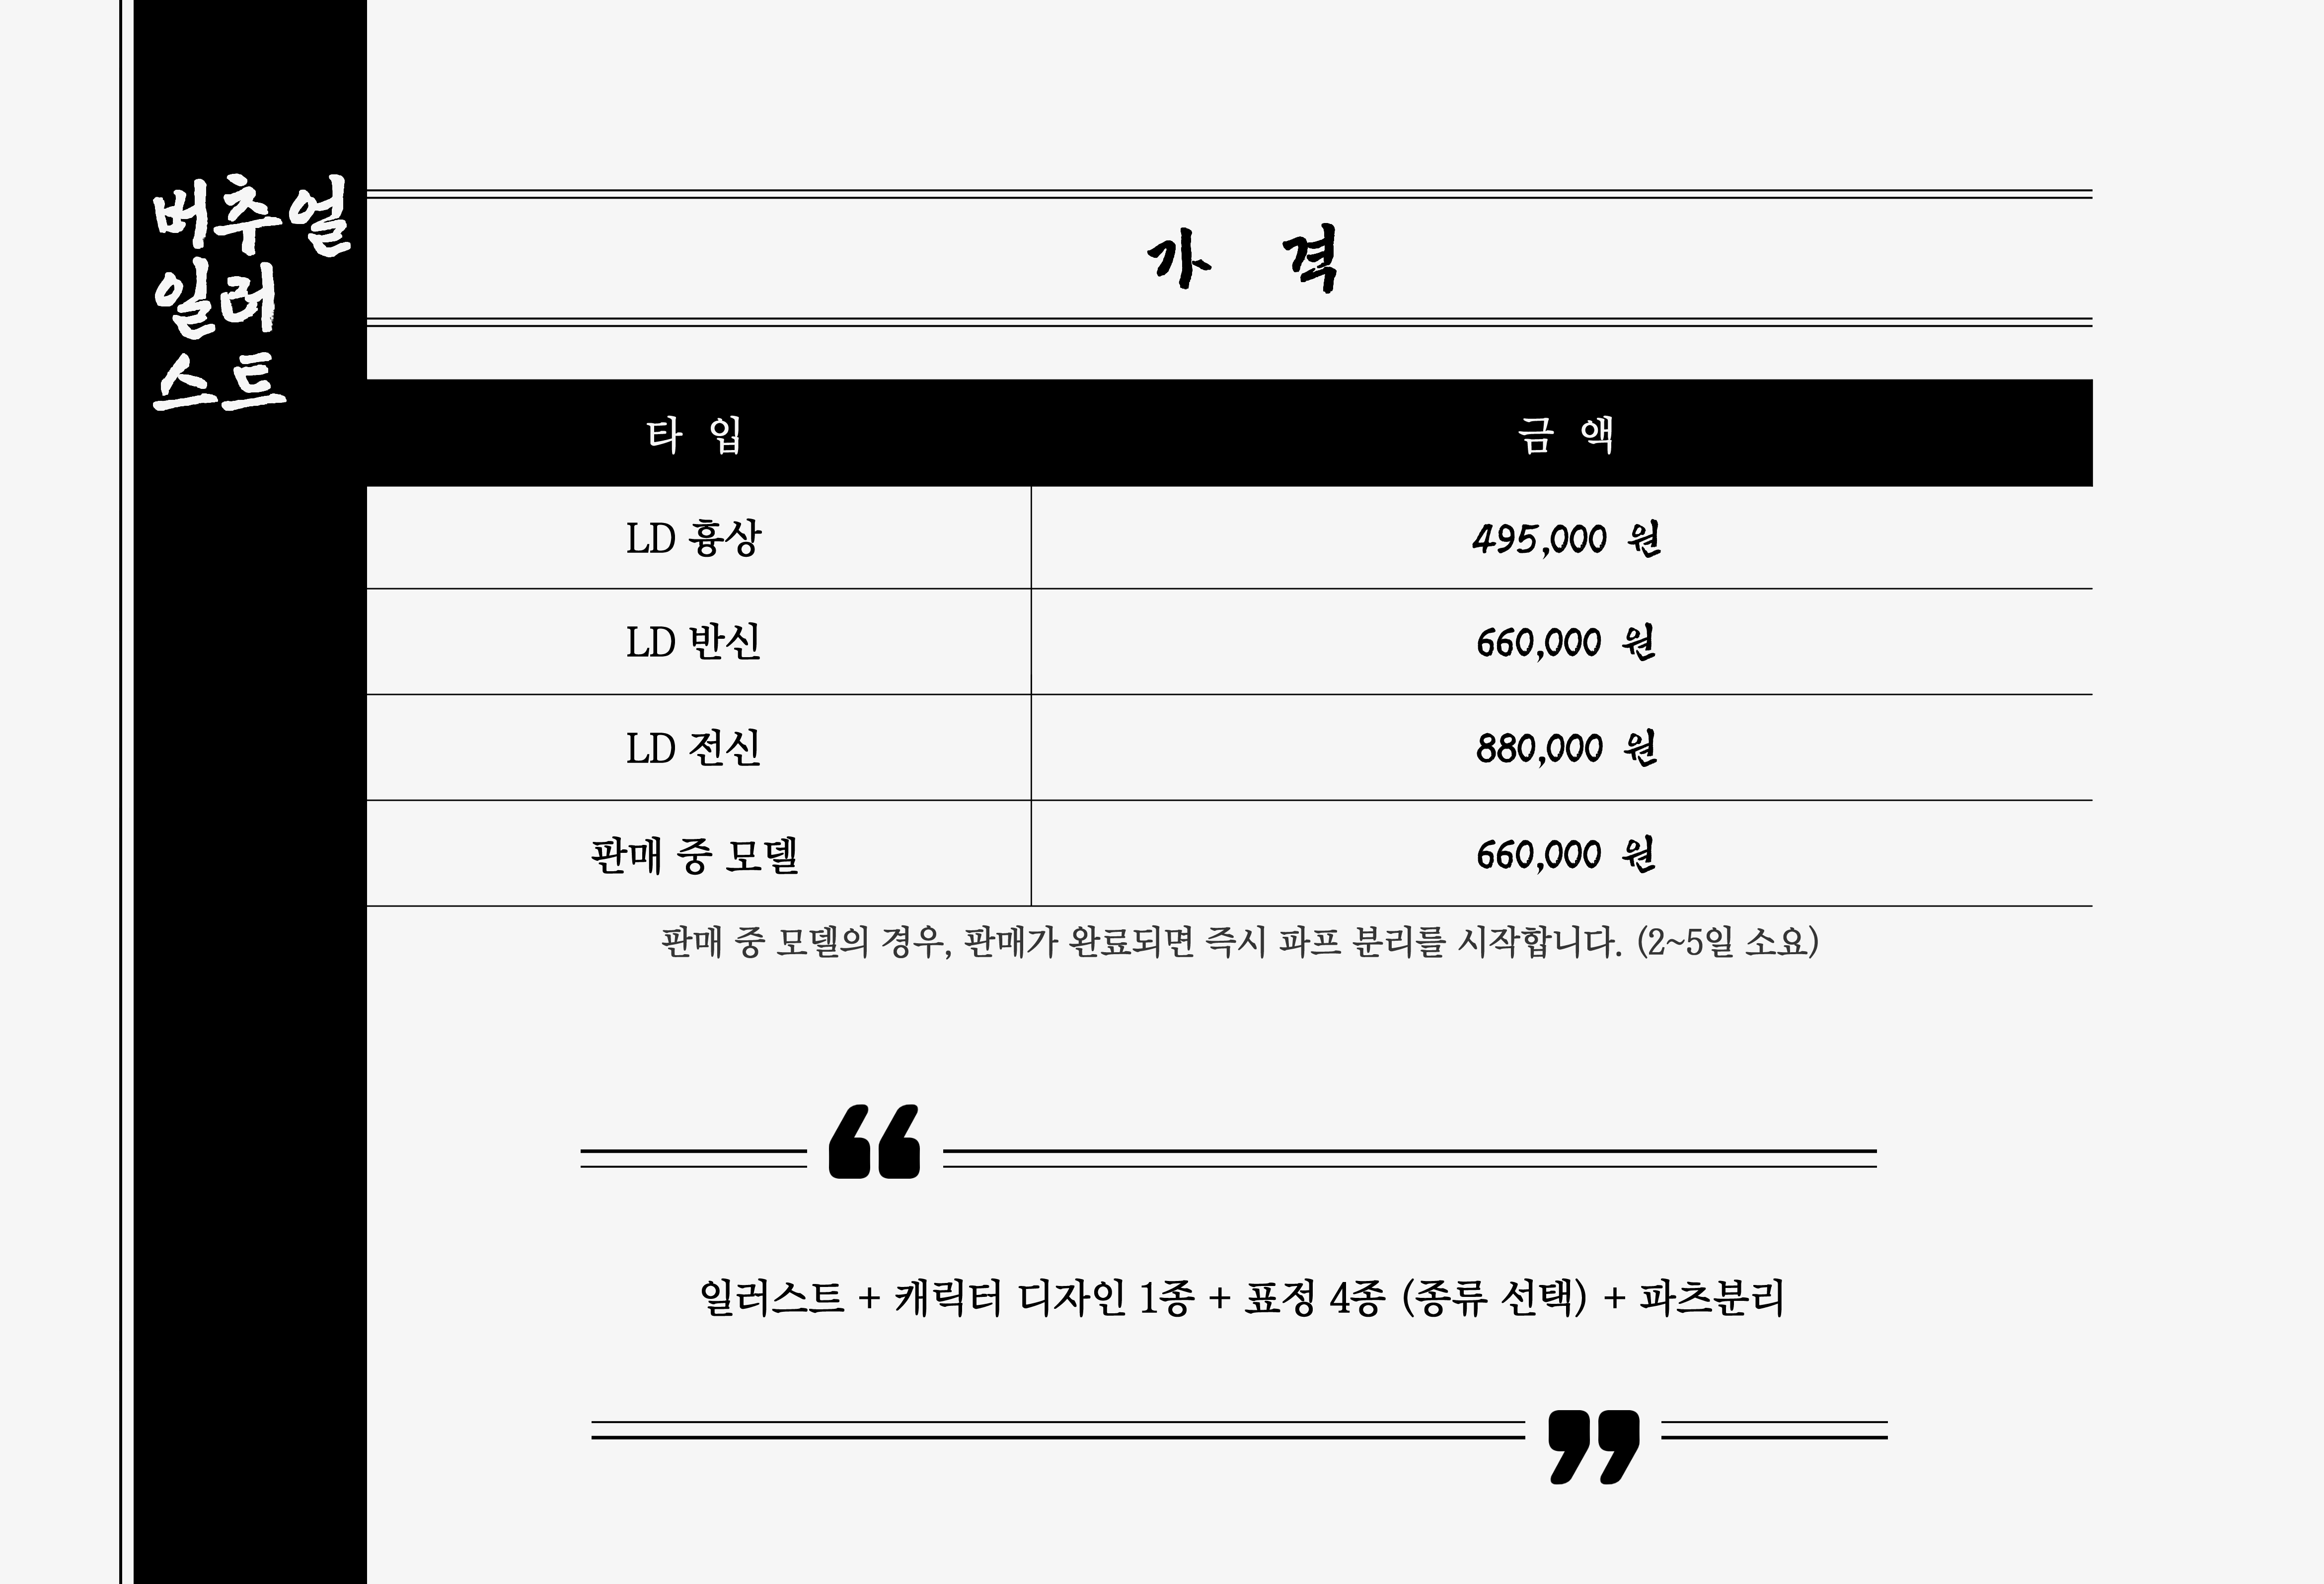 버추얼
일러
스트
가 격
타 입 금 액
LD 흉상 495,000 원
LD 반신 660,000 원
LD 전신 880,000 원
판매 중 모델 660,000 원
판매 중 모델의 경우, 판매가 완료되면 즉시 파프 분리를 시작합니다. (2~5일 소요)
❝
일러스트 + 캐릭터 디자인 1종 + 표정 4종 (종류 선택) + 파츠분리
❞